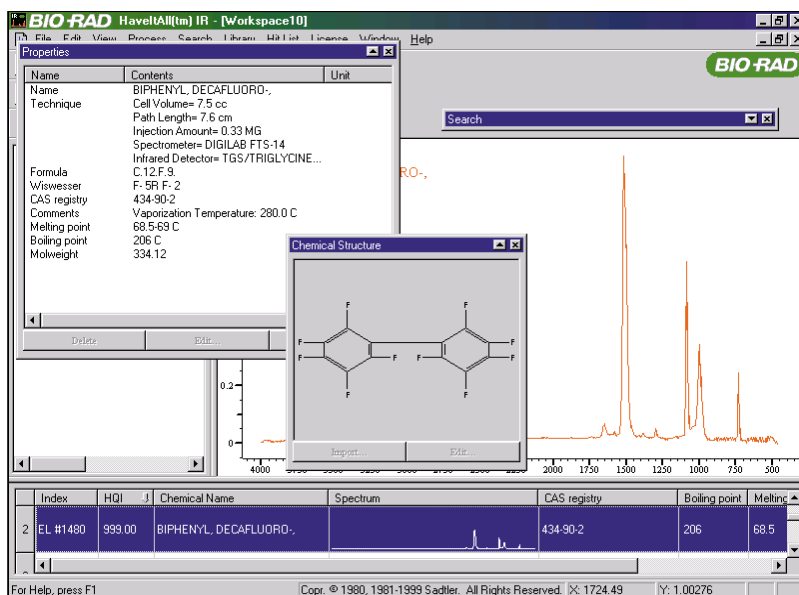 BIO-RAD HaveItAll(tm) IR - [Workspace10]
File Edit View Process Search Library Hit List License Window Help
Properties
BIO-RAD
Name Contents Unit
Name BIPHENYL, DECAFLUORO-,
Technique Cell Volume= 7.5 cc
Path Length= 7.6 cm
Search
Injection Amount= 0.33 MG
Spectrometer= DIGILAB FTS-14
Infrared Detector= TGS/TRIGLYCINE...
Formula C.12.F.9.
RO-,
Wiswesser F- 5R F- 2
CAS registry 434-90-2
Comments Vaporization Temperature: 280.0 C
Melting point 68.5-69 C
Boiling point 206 C
Molweight 334.12
Delete Edit...
Chemical Structure
F F
F F F F F F
F F
Import... Edit...
0.2
0
4000 2000 1750 1500 1250 1000 750 500
Index HQI Chemical Name Spectrum CAS registry Boiling point Melting
2 EL #1480 999.00 BIPHENYL, DECAFLUORO-, 434-90-2 206 68.5
For Help, press F1 Copr. © 1980, 1981-1999 Sadtler. All Rights Reserved. X: 1724.49 Y: 1.00276